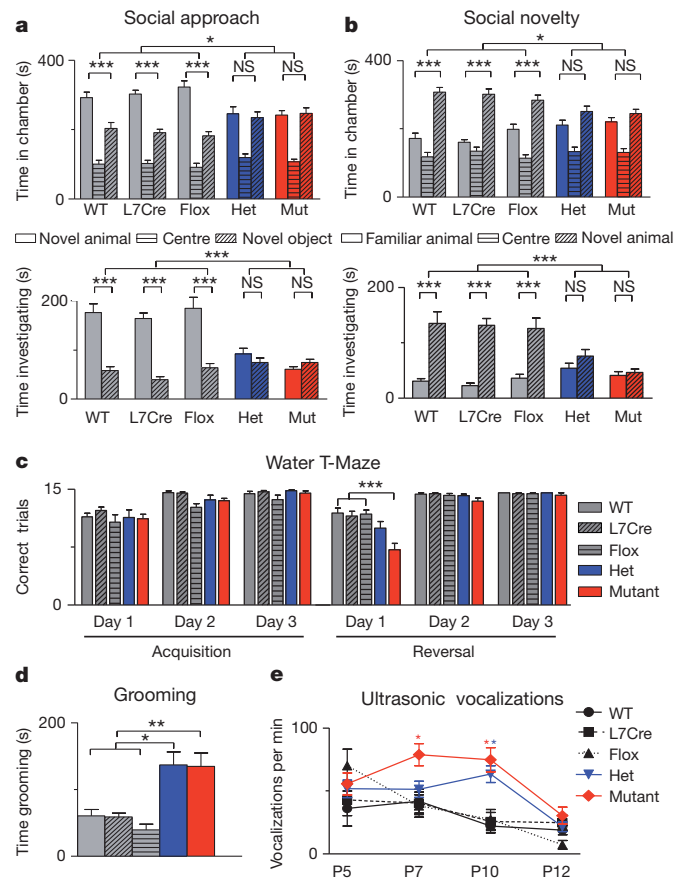 a Social approach
b Social novelty
*
*** *** *** NS NS
Time in chamber (s)
400
200
0
WT L7Cre Flox Het Mut
*
*** *** *** NS NS
Time in chamber (s)
400
200
0
WT L7Cre Flox Het Mut
Novel animal Centre Novel object
Familiar animal Centre Novel animal
***
*** *** *** NS NS
Time investigating (s)
200
0
WT L7Cre Flox Het Mut
***
*** *** *** NS NS
Time investigating (s)
200
0
WT L7Cre Flox Het Mut
c Water T-Maze
***
Correct trials
15
0
Day 1 Day 2 Day 3 Day 1 Day 2 Day 3
Acquisition Reversal
WT
L7Cre
Flox
Het
Mutant
d Grooming
**
*
Time grooming (s)
200
0
e Ultrasonic vocalizations
* **
Vocalizations per min
100
0
P5 P7 P10 P12
WT
L7Cre
Flox
Het
Mutant